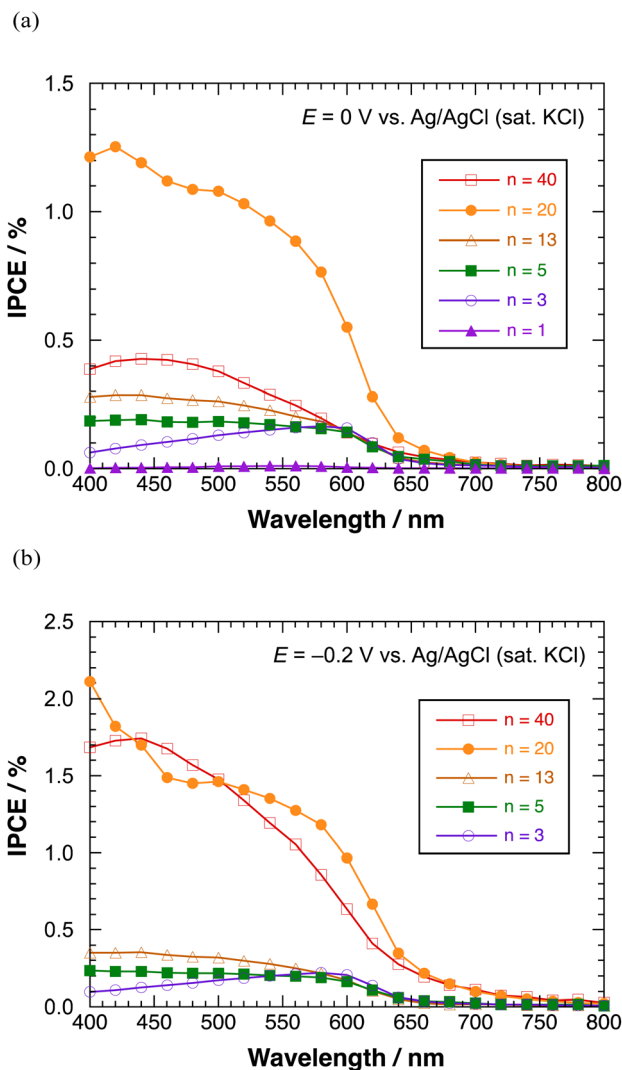 (a)
1.5
E = 0 V vs. Ag/AgCl (sat. KCl)
n = 40
n = 20
1.0
n = 13
n = 5
n = 3
n = 1
IPCE / %
0.5
0.0
400 450 500 550 600 650 700 750 800
Wavelength / nm
(b)
2.5
E = –0.2 V vs. Ag/AgCl (sat. KCl)
2.0
n = 40
n = 20
1.5
n = 13
n = 5
n = 3
IPCE / %
1.0
0.5
0.0
400 450 500 550 600 650 700 750 800
Wavelength / nm